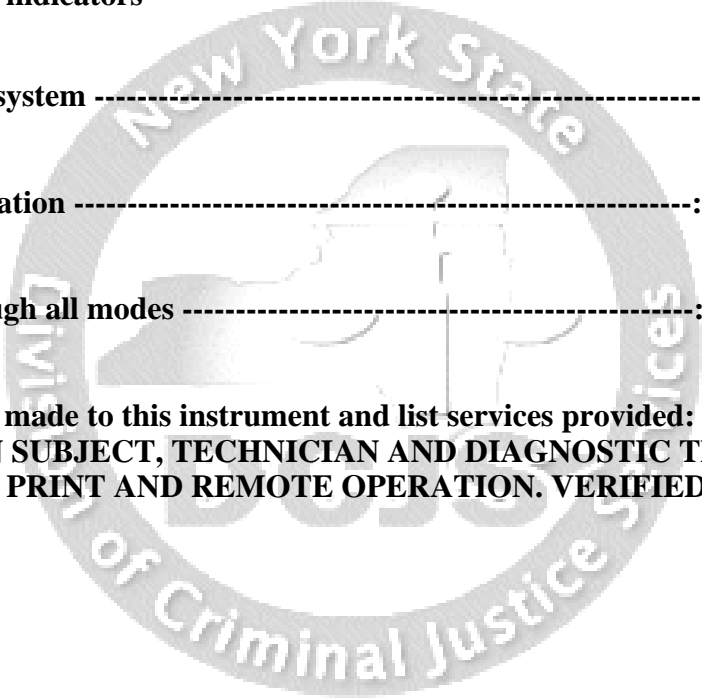 indicators
system ----------------------------------------------------------
ation -----------------------------------------------------------:
ugh all modes -------------------------------------------------:
made to this instrument and list services provided:
N SUBJECT, TECHNICIAN AND DIAGNOSTIC
PRINT AND REMOTE OPERATION. VERIFIED
New York State
Division of Criminal Justice Services
DCJS